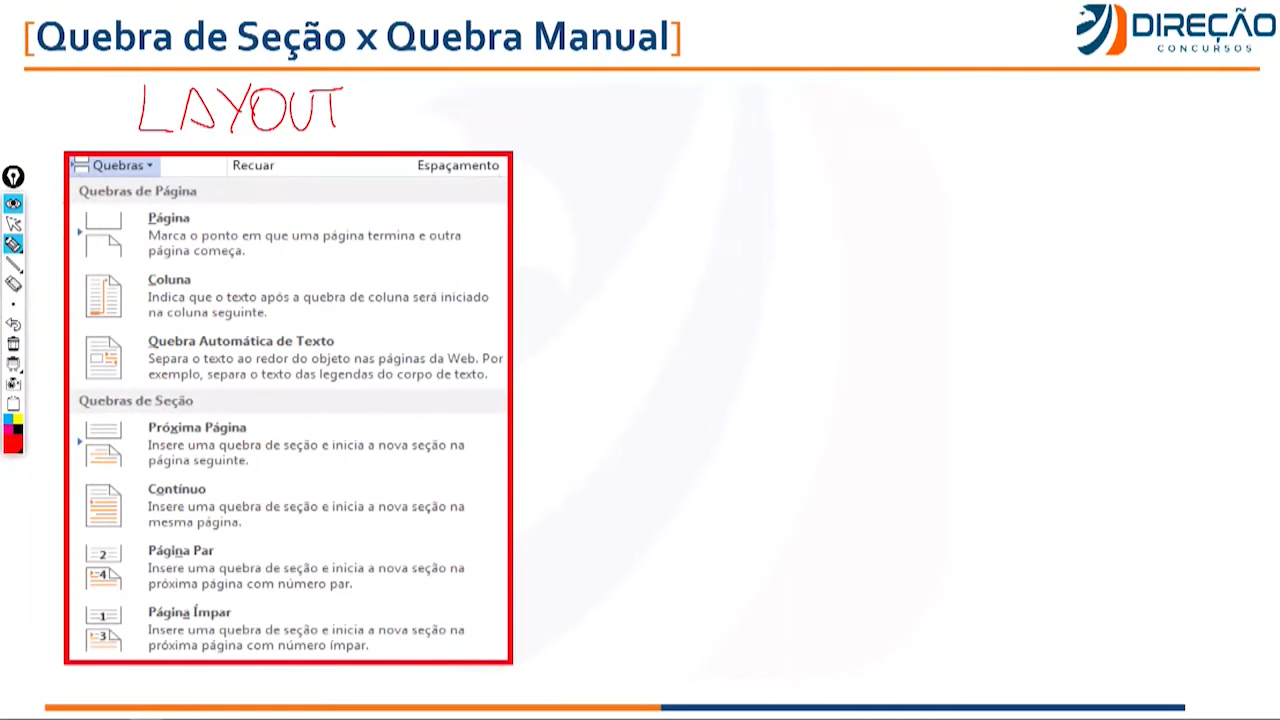 [Quebra de Seção x Quebra Manual]
DIREÇÃO
CONCURSOS
LAYOUT
Quebras
Recuar
Espaçamento
Quebras de Página
Página
Marca o ponto em que uma página termina e outra
página começa.
Coluna
Indica que o texto após a quebra de coluna será iniciado
na coluna seguinte.
Quebra Automática de Texto
Separa o texto ao redor do objeto nas páginas da Web. Por
exemplo, separa o texto das legendas do corpo de texto.
Quebras de Seção
Próxima Página
Insere uma quebra de seção e inicia a nova seção na
página seguinte.
Contínuo
Insere uma quebra de seção e inicia a nova seção na
mesma página.
2
4
Página Par
Insere uma quebra de seção e inicia a nova seção na
próxima página com número par.
1
3
Página Ímpar
Insere uma quebra de seção e inicia a nova seção na
próxima página com número ímpar.